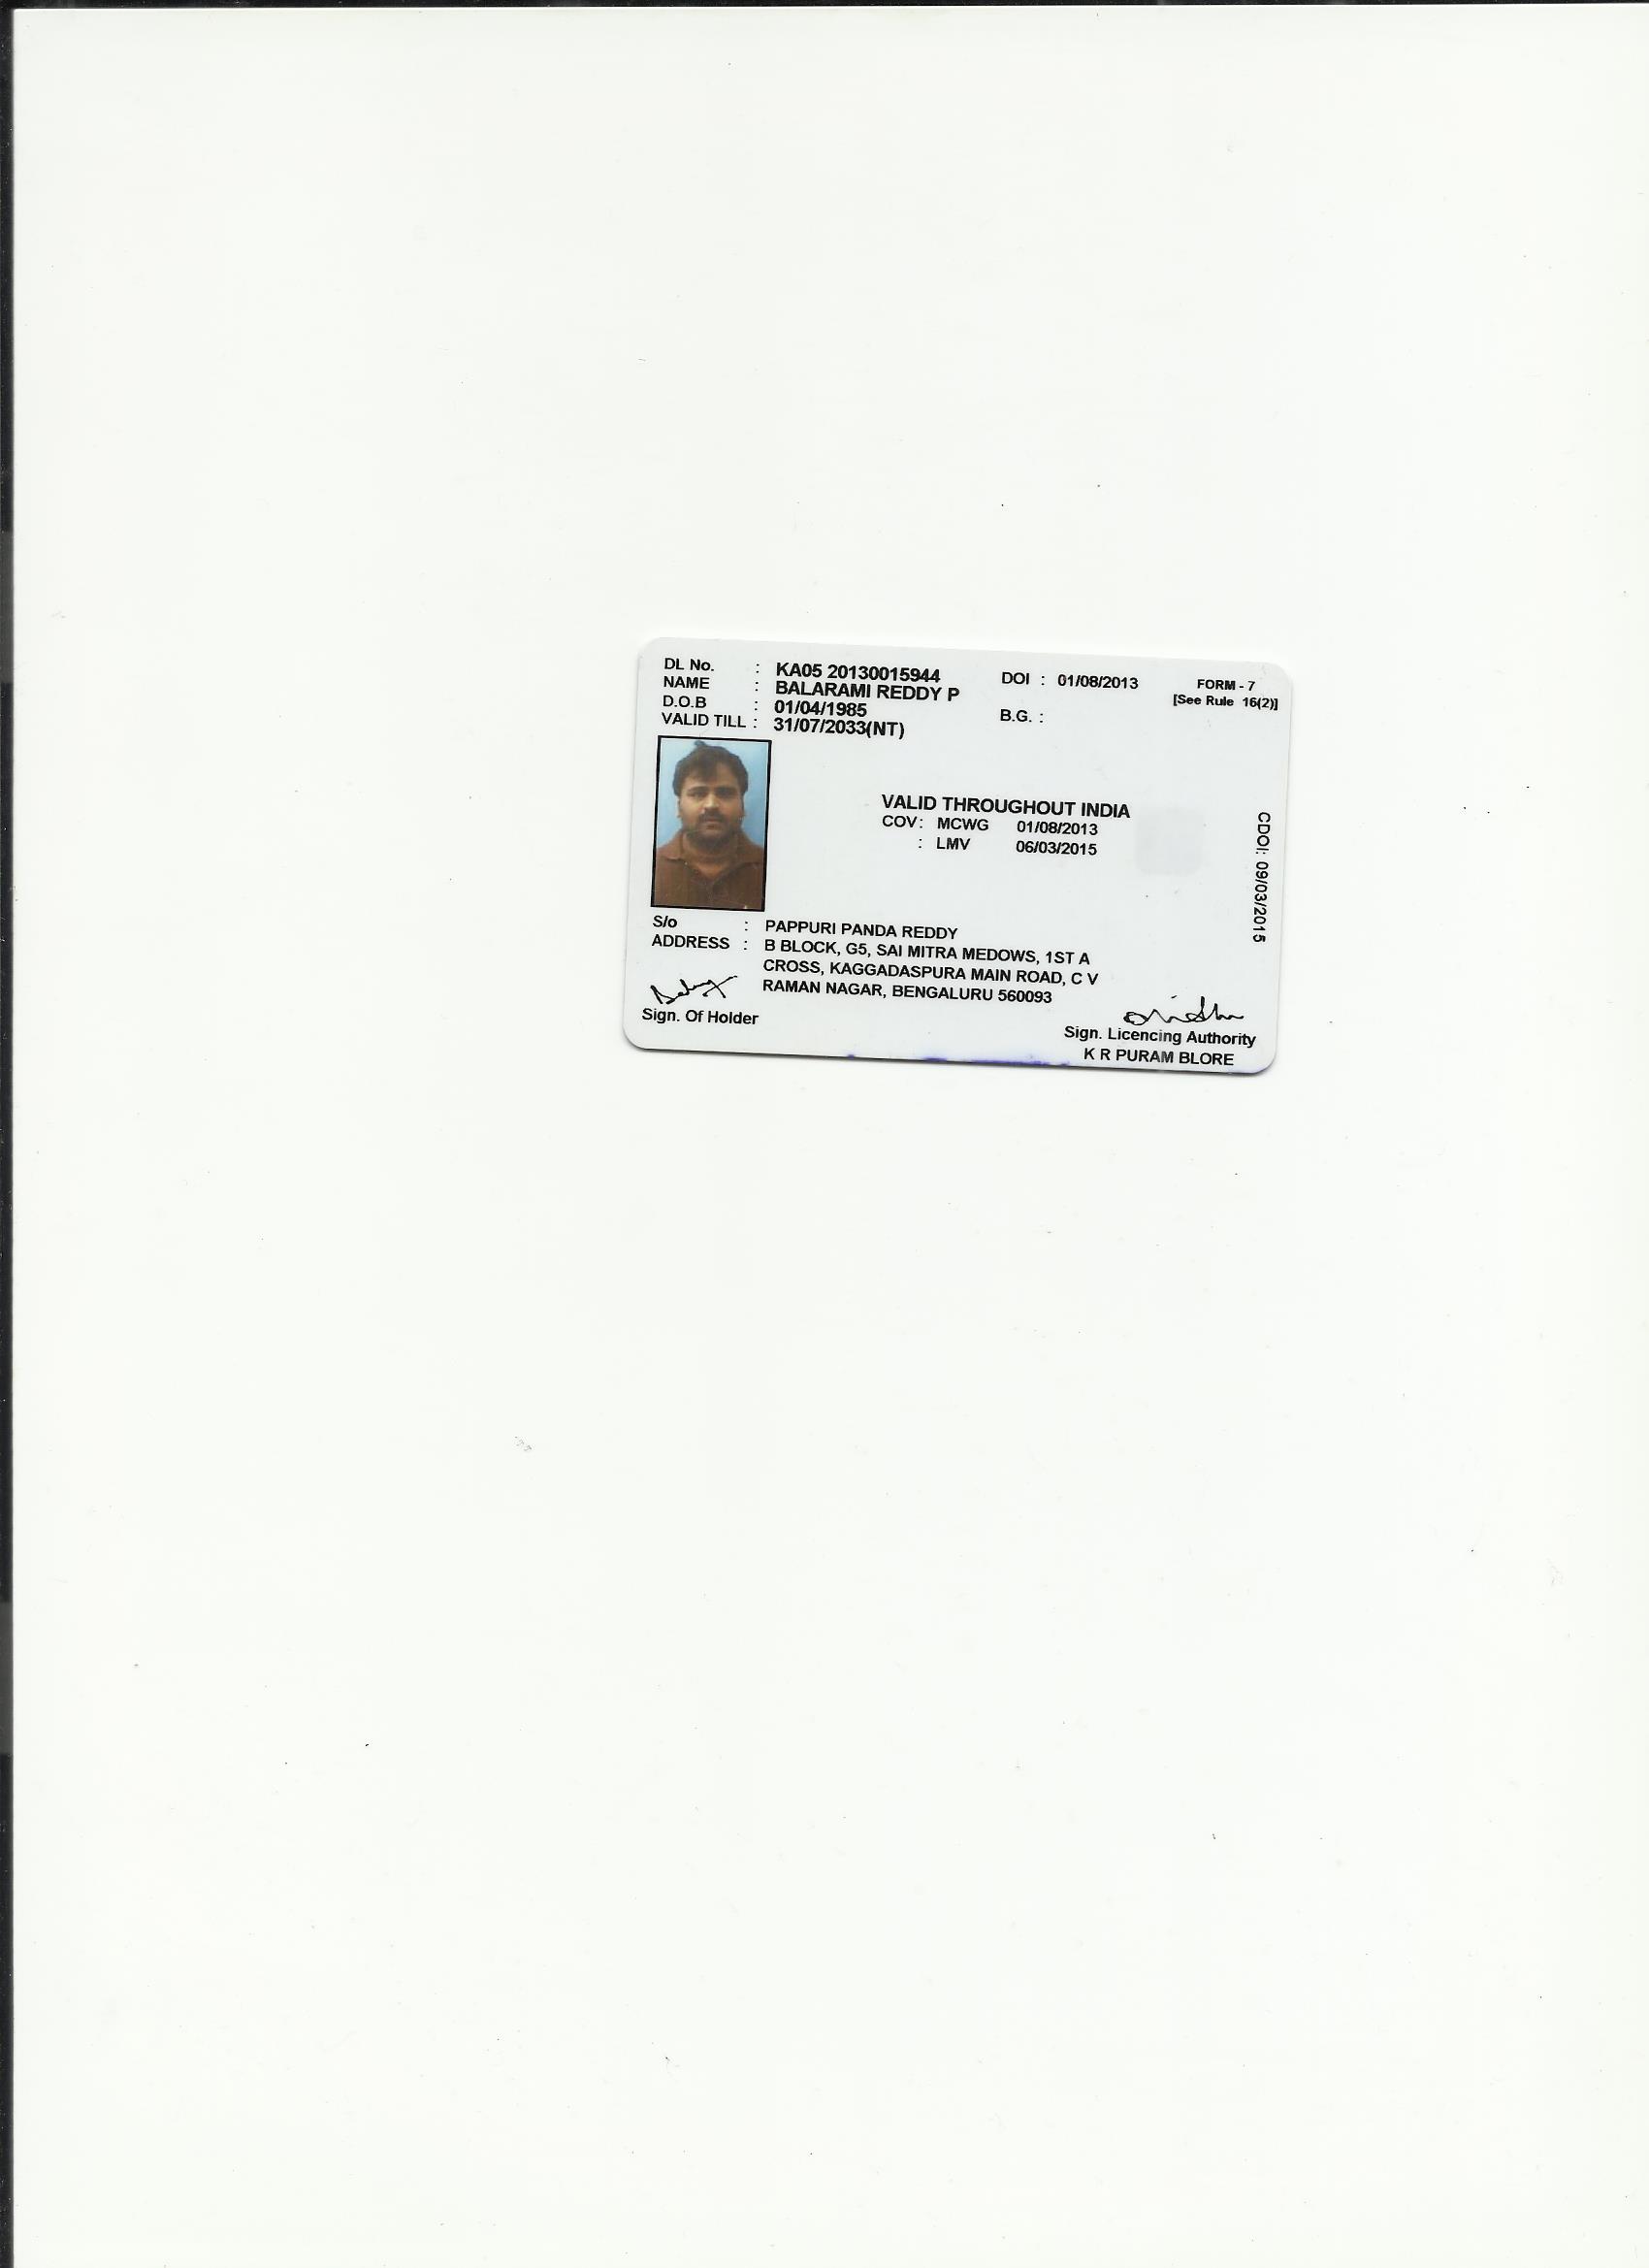 DL No. : KA05 20130015944 DOI : 01/08/2013 FORM - 7
NAME : BALARAMI REDDY P [See Rule 16(2)]
D.O.B : 01/04/1985 B.G. :
VALID TILL : 31/07/2033(NT)
VALID THROUGHOUT INDIA
COV: MCWG 01/08/2013
: LMV 06/03/2015
CDOI: 09/03/2015
S/o : PAPPURI PANDA REDDY
ADDRESS : B BLOCK, G5, SAI MITRA MEDOWS, 1ST A
CROSS, KAGGADASPURA MAIN ROAD, C V
RAMAN NAGAR, BENGALURU 560093
Sign. Of Holder
Sign. Licencing Authority
K R PURAM BLORE